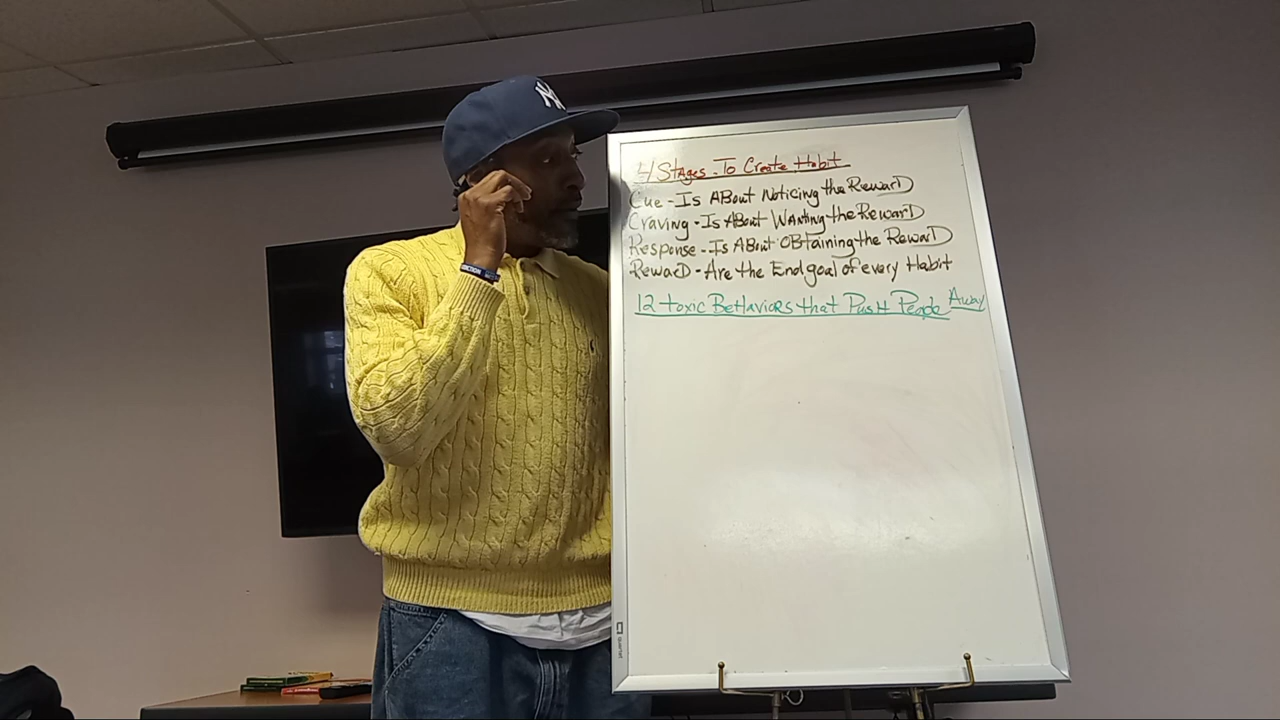 NY
4 Stages - To Create Habit
Cue - Is ABout Noticing the RewarD
Craving - Is ABout Wanting the RewarD
Response - Is ABout OBtaining the RewarD
RewarD - Are the End goal of every Habit
12 toxic BeHaviors that PusH People Away